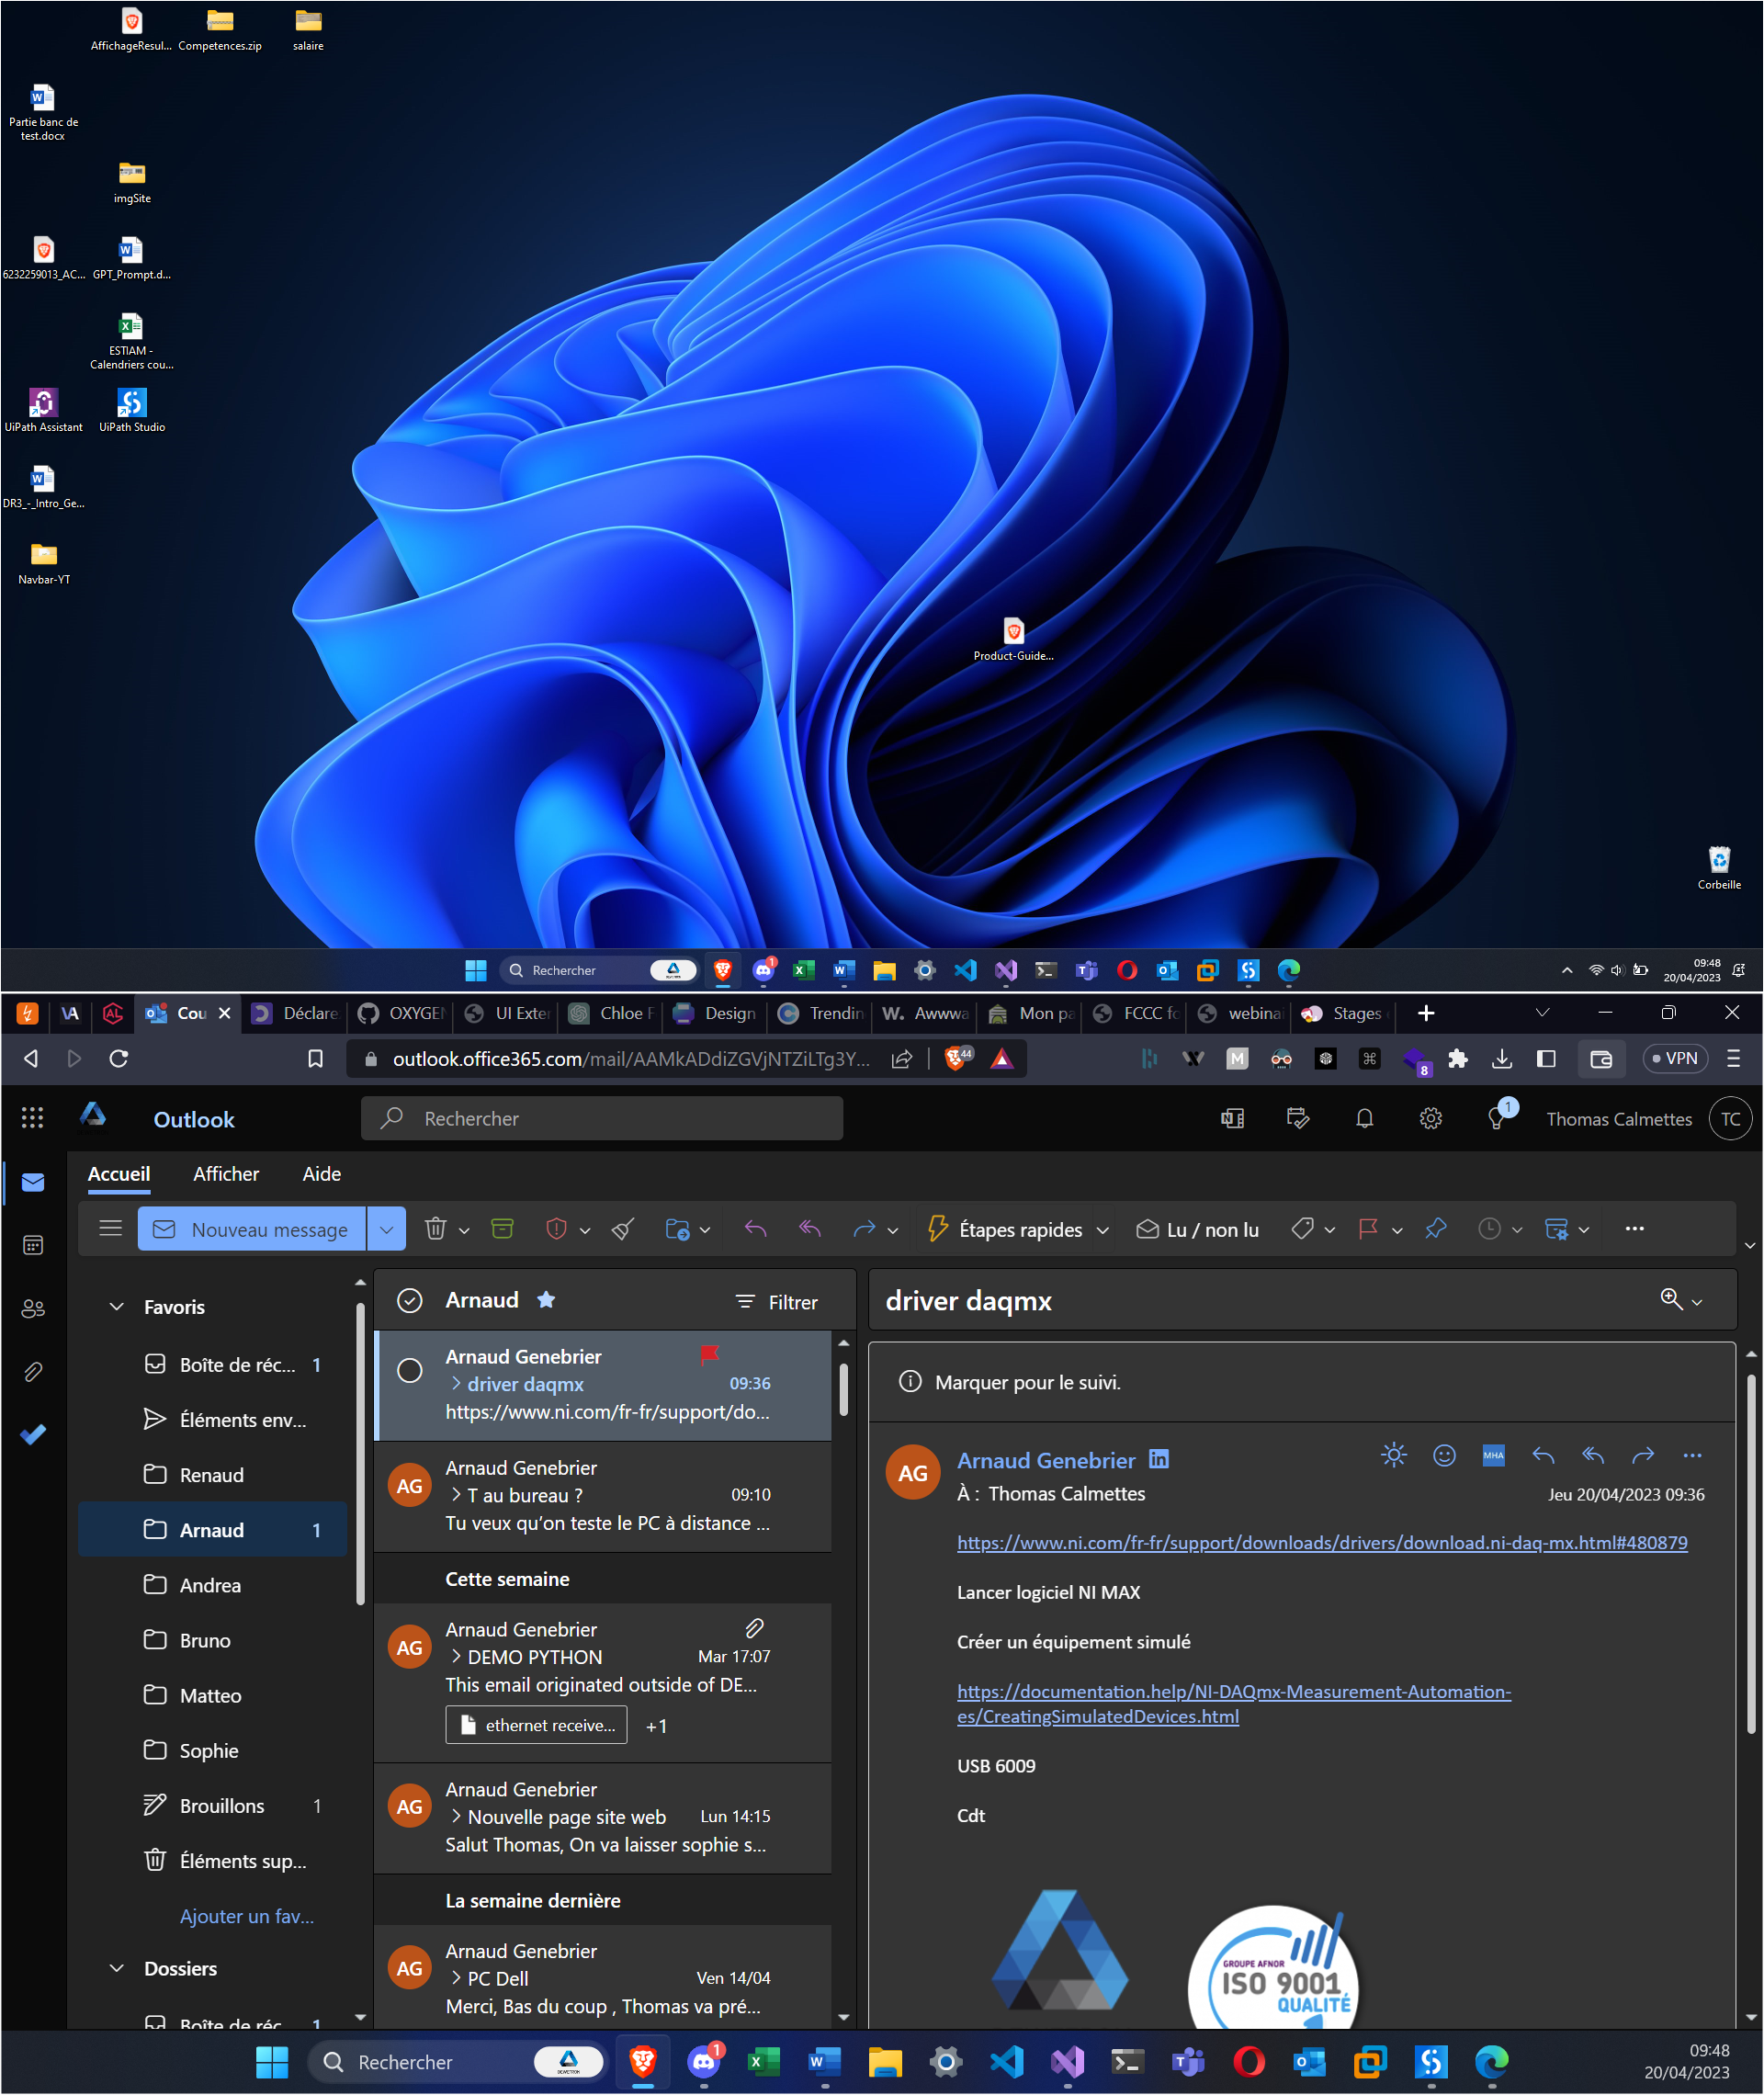 AffichageResul...
Competences.zip
salaire
Partie banc de
test.docx
imgSite
6232259013_AC...
GPT_Prompt.d...
ESTIAM -
Calendriers cou...
UiPath Assistant
UiPath Studio
DR3_-_Intro_Ge...
Navbar-YT
Product-Guide...
Corbeille
Rechercher
1
09:48
20/04/2023
Cou
Déclare
OXYGEN
UI Exter
Chloe F
Design
Trendin
W. Awwwa
Mon pa
FCCC fo
webinai
Stages
outlook.office365.com/mail/AAMkADdiZGVjNTZiLTg3Y...
44
8
VPN
Outlook
Rechercher
1
Thomas Calmettes
TC
Accueil
Afficher
Aide
Nouveau message
Étapes rapides
Lu / non lu
Favoris
Boîte de réc... 1
Éléments env...
Renaud
Arnaud 1
Andrea
Bruno
Matteo
Sophie
Brouillons 1
Éléments sup...
Ajouter un fav...
Dossiers
Boîte de réc... 1
Arnaud
Filtrer
Arnaud Genebrier
driver daqmx 09:36
https://www.ni.com/fr-fr/support/do...
AG
Arnaud Genebrier
T au bureau ? 09:10
Tu veux qu’on teste le PC à distance ...
Cette semaine
AG
Arnaud Genebrier
DEMO PYTHON Mar 17:07
This email originated outside of DE...
ethernet receive... +1
AG
Arnaud Genebrier
Nouvelle page site web Lun 14:15
Salut Thomas, On va laisser sophie s...
La semaine dernière
AG
Arnaud Genebrier
PC Dell Ven 14/04
Merci, Bas du coup , Thomas va pré...
driver daqmx
Marquer pour le suivi.
AG
Arnaud Genebrier
MHA
À : Thomas Calmettes
Jeu 20/04/2023 09:36
https://www.ni.com/fr-fr/support/downloads/drivers/download.ni-daq-mx.html#480879
Lancer logiciel NI MAX
Créer un équipement simulé
https://documentation.help/NI-DAQmx-Measurement-Automation-
es/CreatingSimulatedDevices.html
USB 6009
Cdt
GROUPE AFNOR
ISO 9001
QUALITÉ
Rechercher
1
09:48
20/04/2023